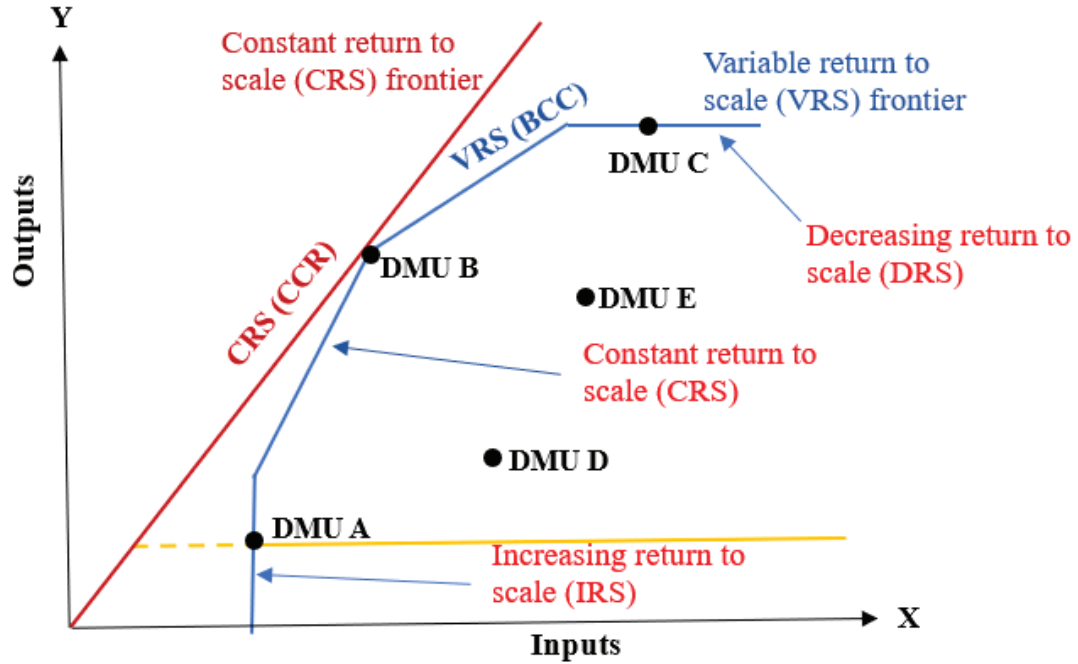 Y
Constant return to
scale (CRS) frontier
Variable return to
scale (VRS) frontier
VRS (BCC)
DMU C
Outputs
CRS (CCR)
DMU B
Decreasing return to
scale (DRS)
DMU E
Constant return to
scale (CRS)
DMU D
DMU A
Increasing return to
scale (IRS)
X
Inputs